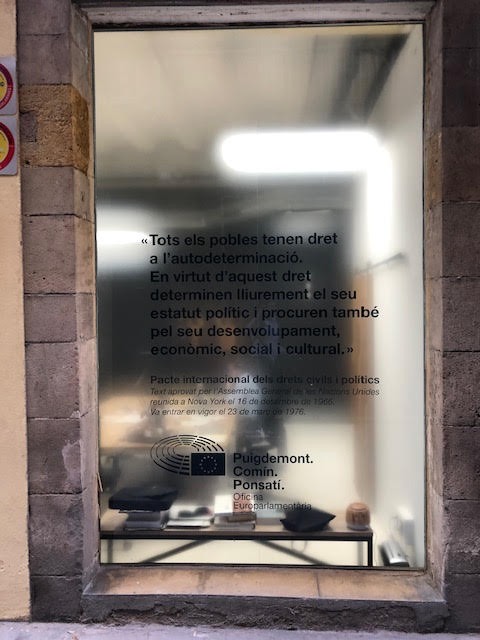 «Tots els pobles tenen dret
a l'autodeterminació.
En virtut d'aquest dret
determinen lliurement el seu
estatut polític i procuren també
pel seu desenvolupament,
econòmic, social i cultural.»
Pacte internacional dels drets civils i polítics
Text aprovat per l'Assemblea General de les Nacions Unides
reunida a Nova York el 16 de desembre de 1966.
Va entrar en vigor el 23 de març de 1976.
Puigdemont.
Comín.
Ponsatí.
Oficina
Europarlamentària